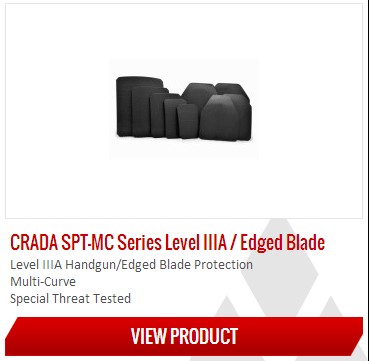 CRADA SPT-MC Series Level IIIA / Edged Blade
Level IIIA Handgun/Edged Blade Protection
Multi-Curve
Special Threat Tested
VIEW PRODUCT